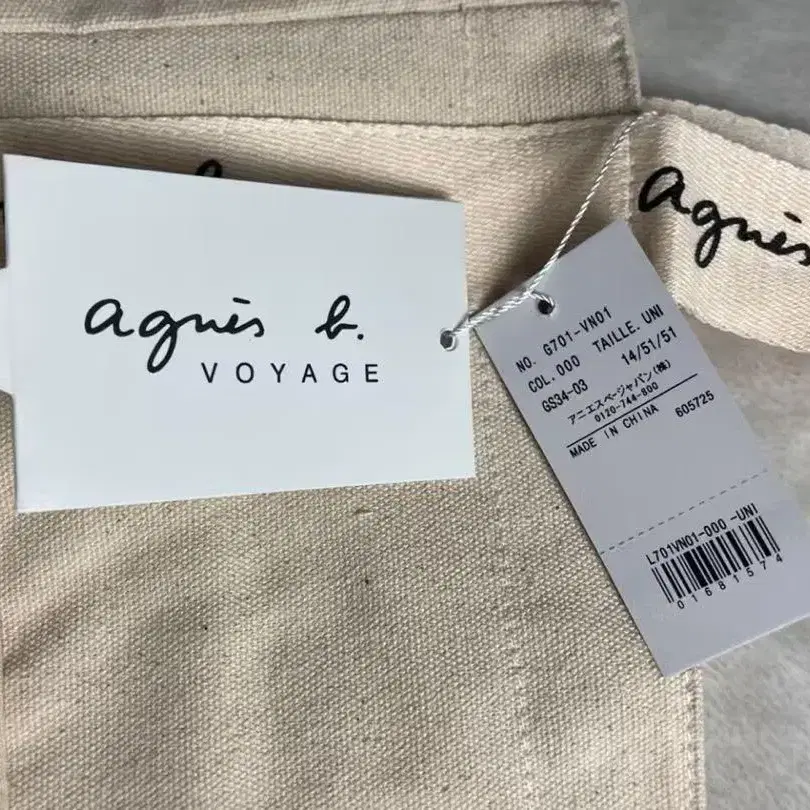 agnès b.
VOYAGE
agnès
NO. G701-VN01
COL. 000 TAILLE. UNI
GS34-03 14/51/51
アニエスベージャパン(株)
0120-744-800
MADE IN CHINA 605725
L701VN01-000 -UNI
01681574